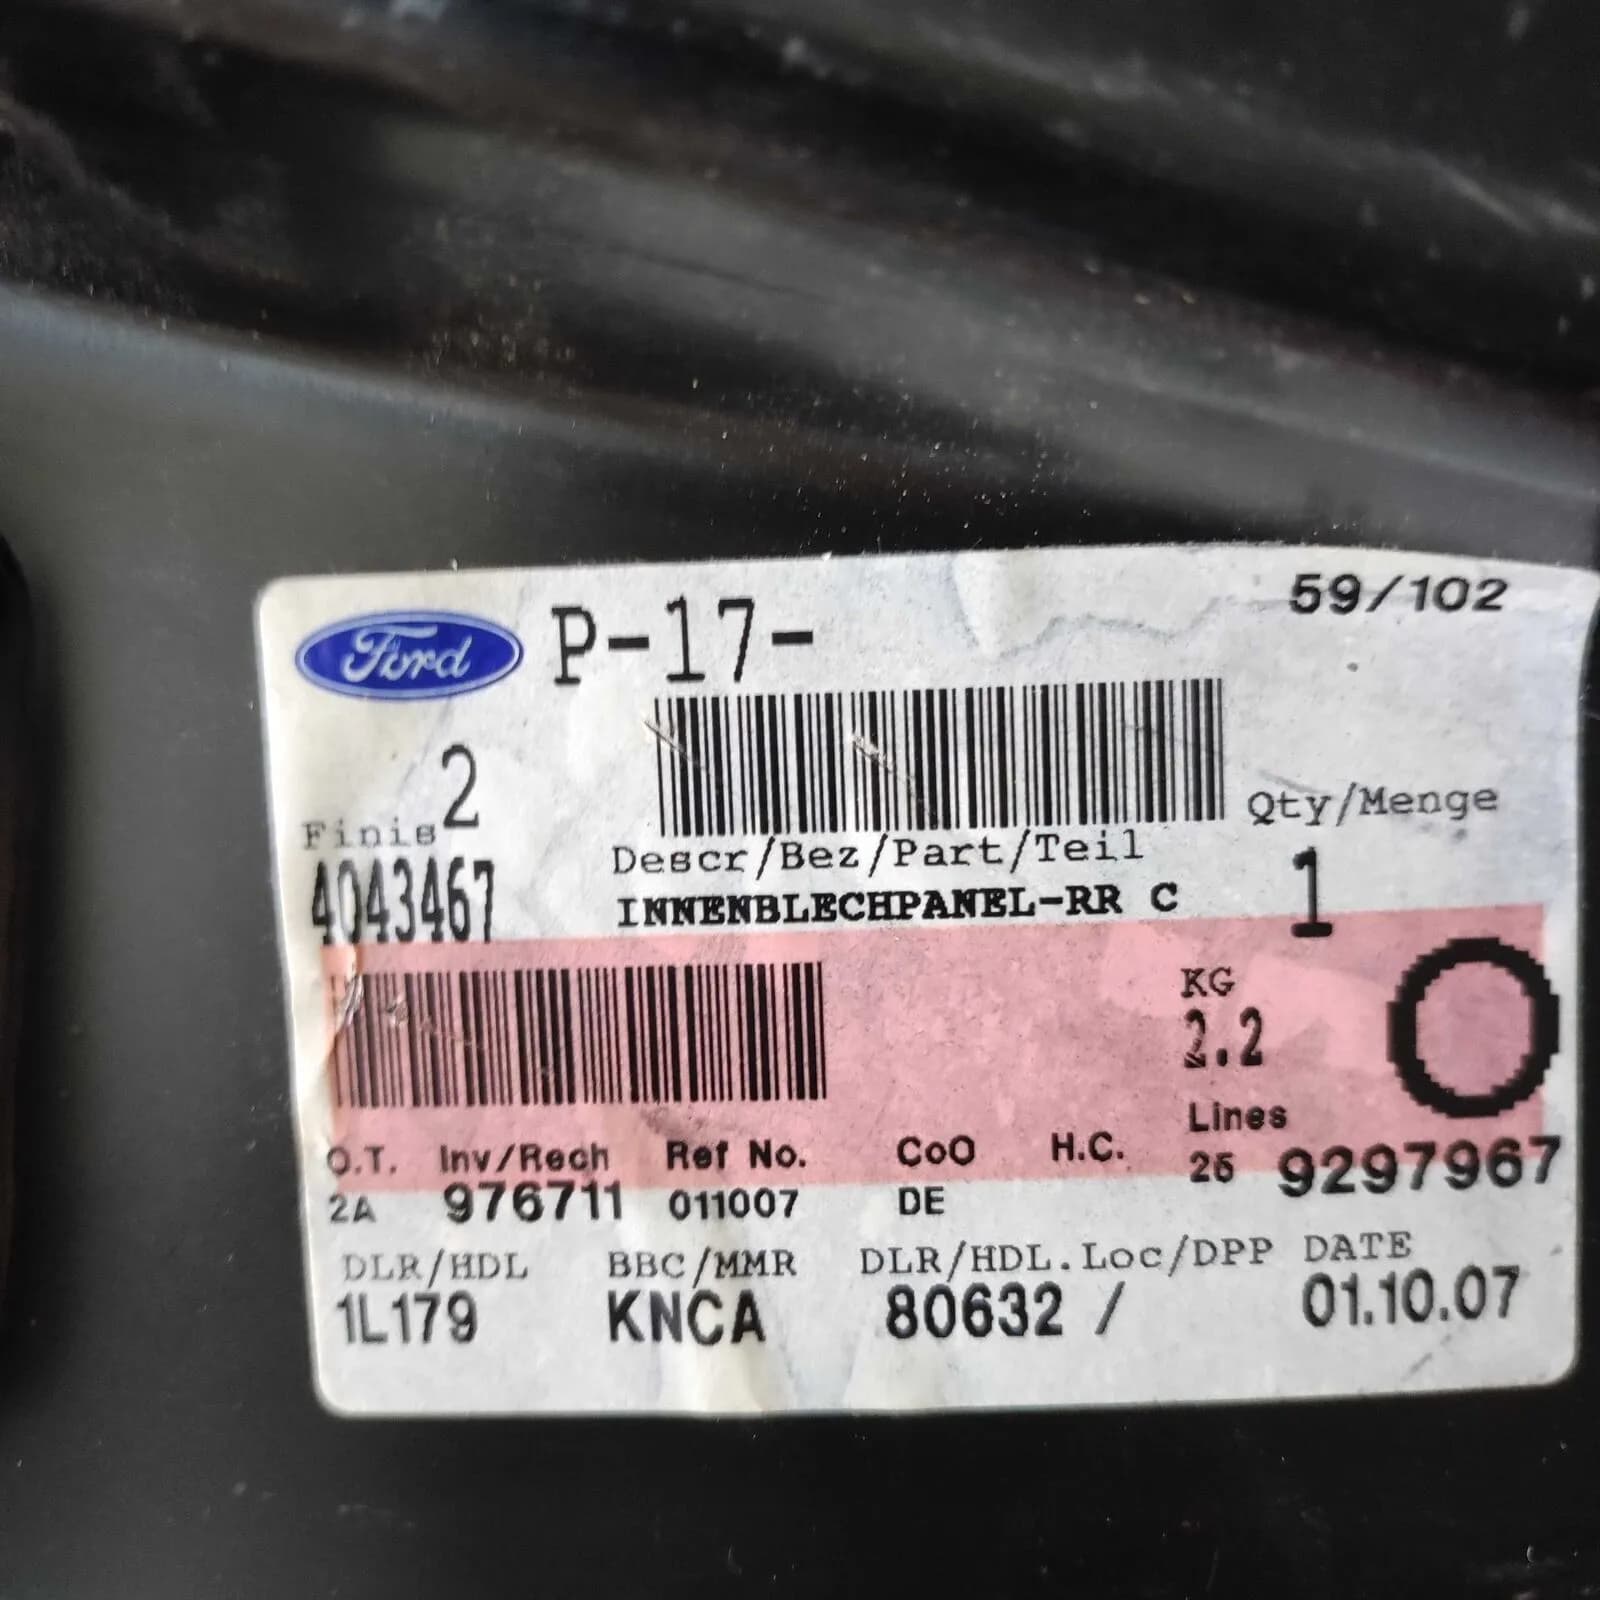 59/102
Ford P-17-
2
Finis
4043467
Qty/Menge
Descr/Bez/Part/Teil
INNENBLECHPANEL-RR C
1
KG
2.2
Lines
O.T. Inv/Rech Ref No. CoO H.C. 26 9297967
2A 976711 011007 DE
DLR/HDL BBC/MMR DLR/HDL.Loc/DPP DATE
1L179 KNCA 80632 / 01.10.07